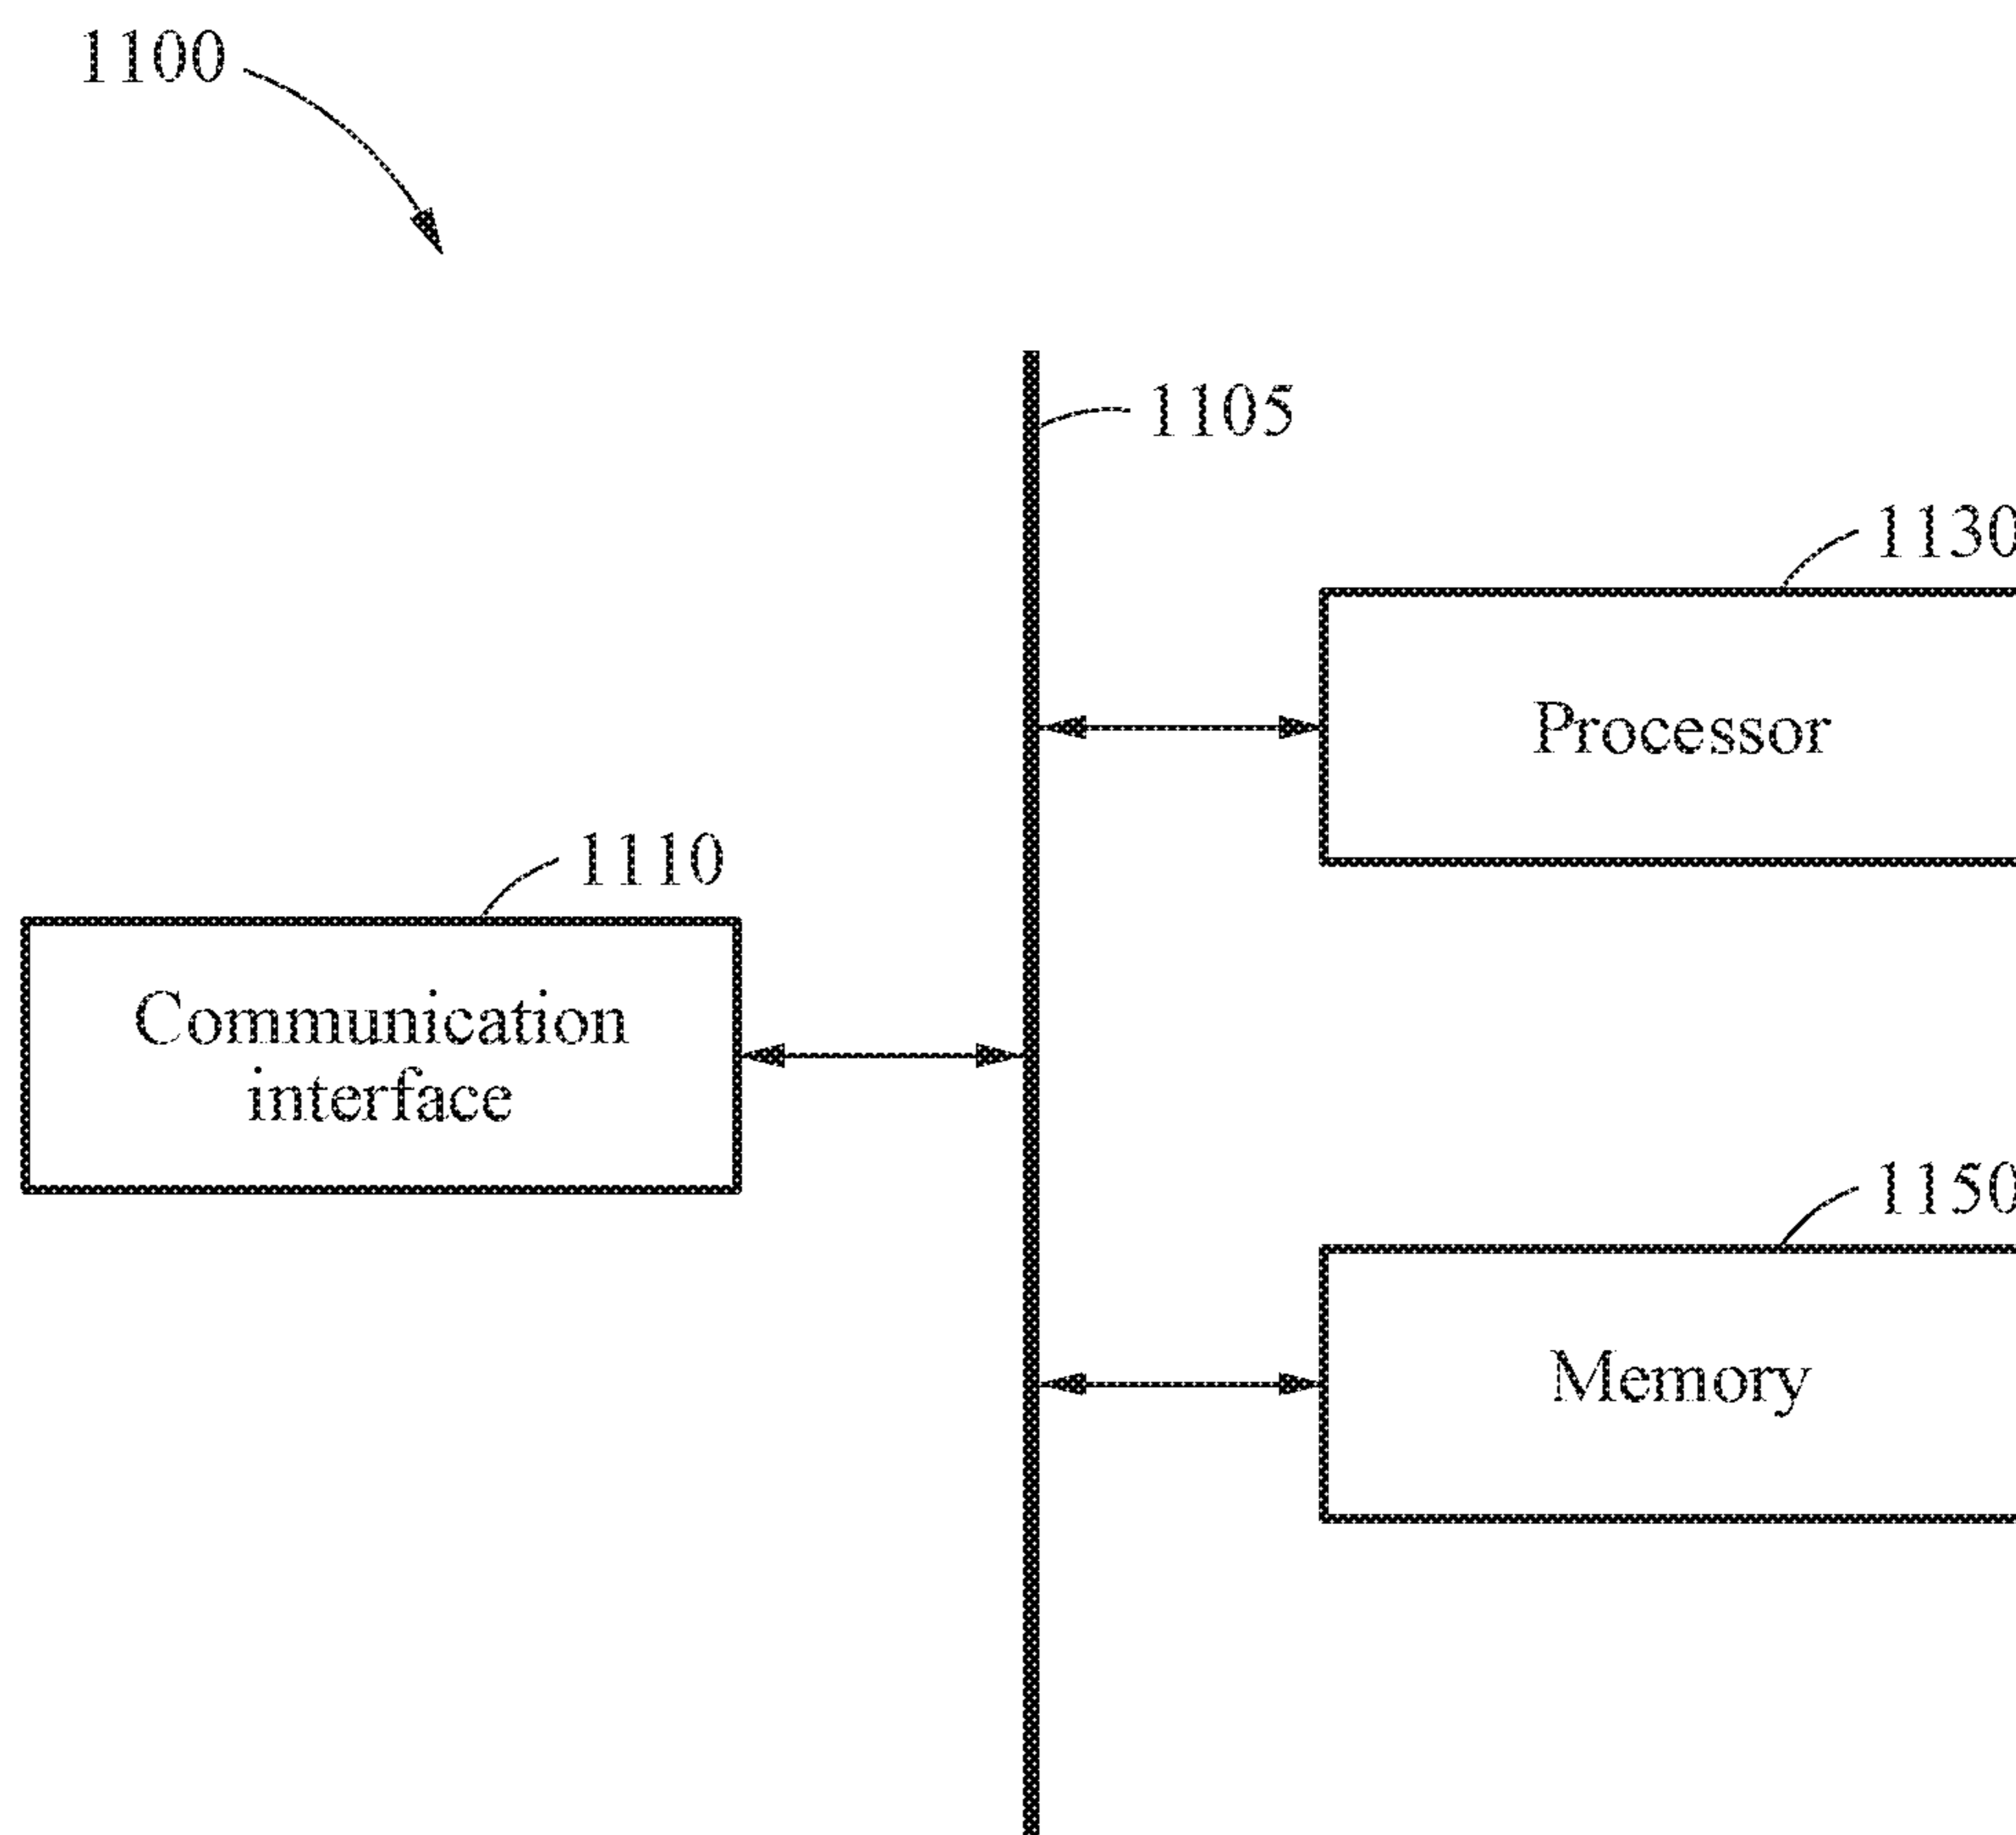 1100
1105
1130
Processor
1110
Communication
interface
1150
Memory